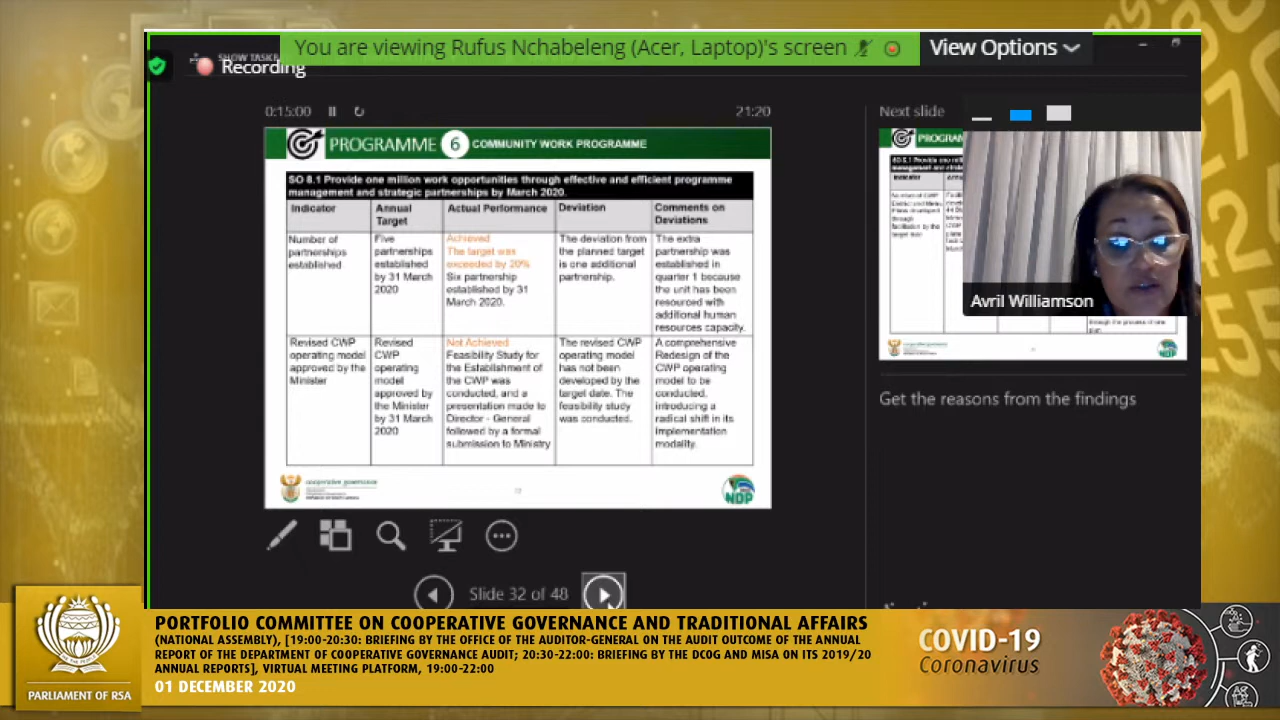 You are viewing Rufus Nchabeleng (Acer, Laptop)'s screen
View Options
SHOW TASKB
Recording
0:15:00
21:20
Next slide
PROGRAMME 6 COMMUNITY WORK PROGRAMME
SO 8.1 Provide one million work opportunities through effective and efficient programme
management and strategic partnerships by March 2020.
Indicator
Annual
Target
Actual Performance
Deviation
Comments on
Deviations
Number of
partnerships
established
Five
partnerships
established
by 31 March
2020
Achieved
The target was
exceeded by 20%
Six partnership
established by 31
March 2020.
The deviation from
the planned target
is one additional
partnership.
The extra
partnership was
established in
quarter 1 because
the unit has been
resourced with
additional human
resources capacity.
Revised CWP
operating model
approved by the
Minister
Revised
CWP
operating
model
approved by
the Minister
by 31 March
2020
Not Achieved
Feasibility Study for
the Establishment of
the CWP was
conducted, and a
presentation made to
Director - General
followed by a formal
submission to Ministry
The revised CWP
operating model
has not been
developed by the
target date. The
feasibility study
was conducted.
A comprehensive
Redesign of the
CWP operating
model to be
conducted,
introducing a
radical shift in its
implementation
modality.
cooperative governance
NDP
PROGRAM
Indicator
Avril Williamson
Get the reasons from the findings
Slide 32 of 48
PARLIAMENT OF RSA
PORTFOLIO COMMITTEE ON COOPERATIVE GOVERNANCE AND TRADITIONAL AFFAIRS
(NATIONAL ASSEMBLY), [19:00-20:30: BRIEFING BY THE OFFICE OF THE AUDITOR-GENERAL ON THE AUDIT OUTCOME OF THE ANNUAL
REPORT OF THE DEPARTMENT OF COOPERATIVE GOVERNANCE AUDIT; 20:30-22:00: BRIEFING BY THE DCOG AND MISA ON ITS 2019/20
ANNUAL REPORTS], VIRTUAL MEETING PLATFORM, 19:00-22:00
01 DECEMBER 2020
COVID-19
Coronavirus